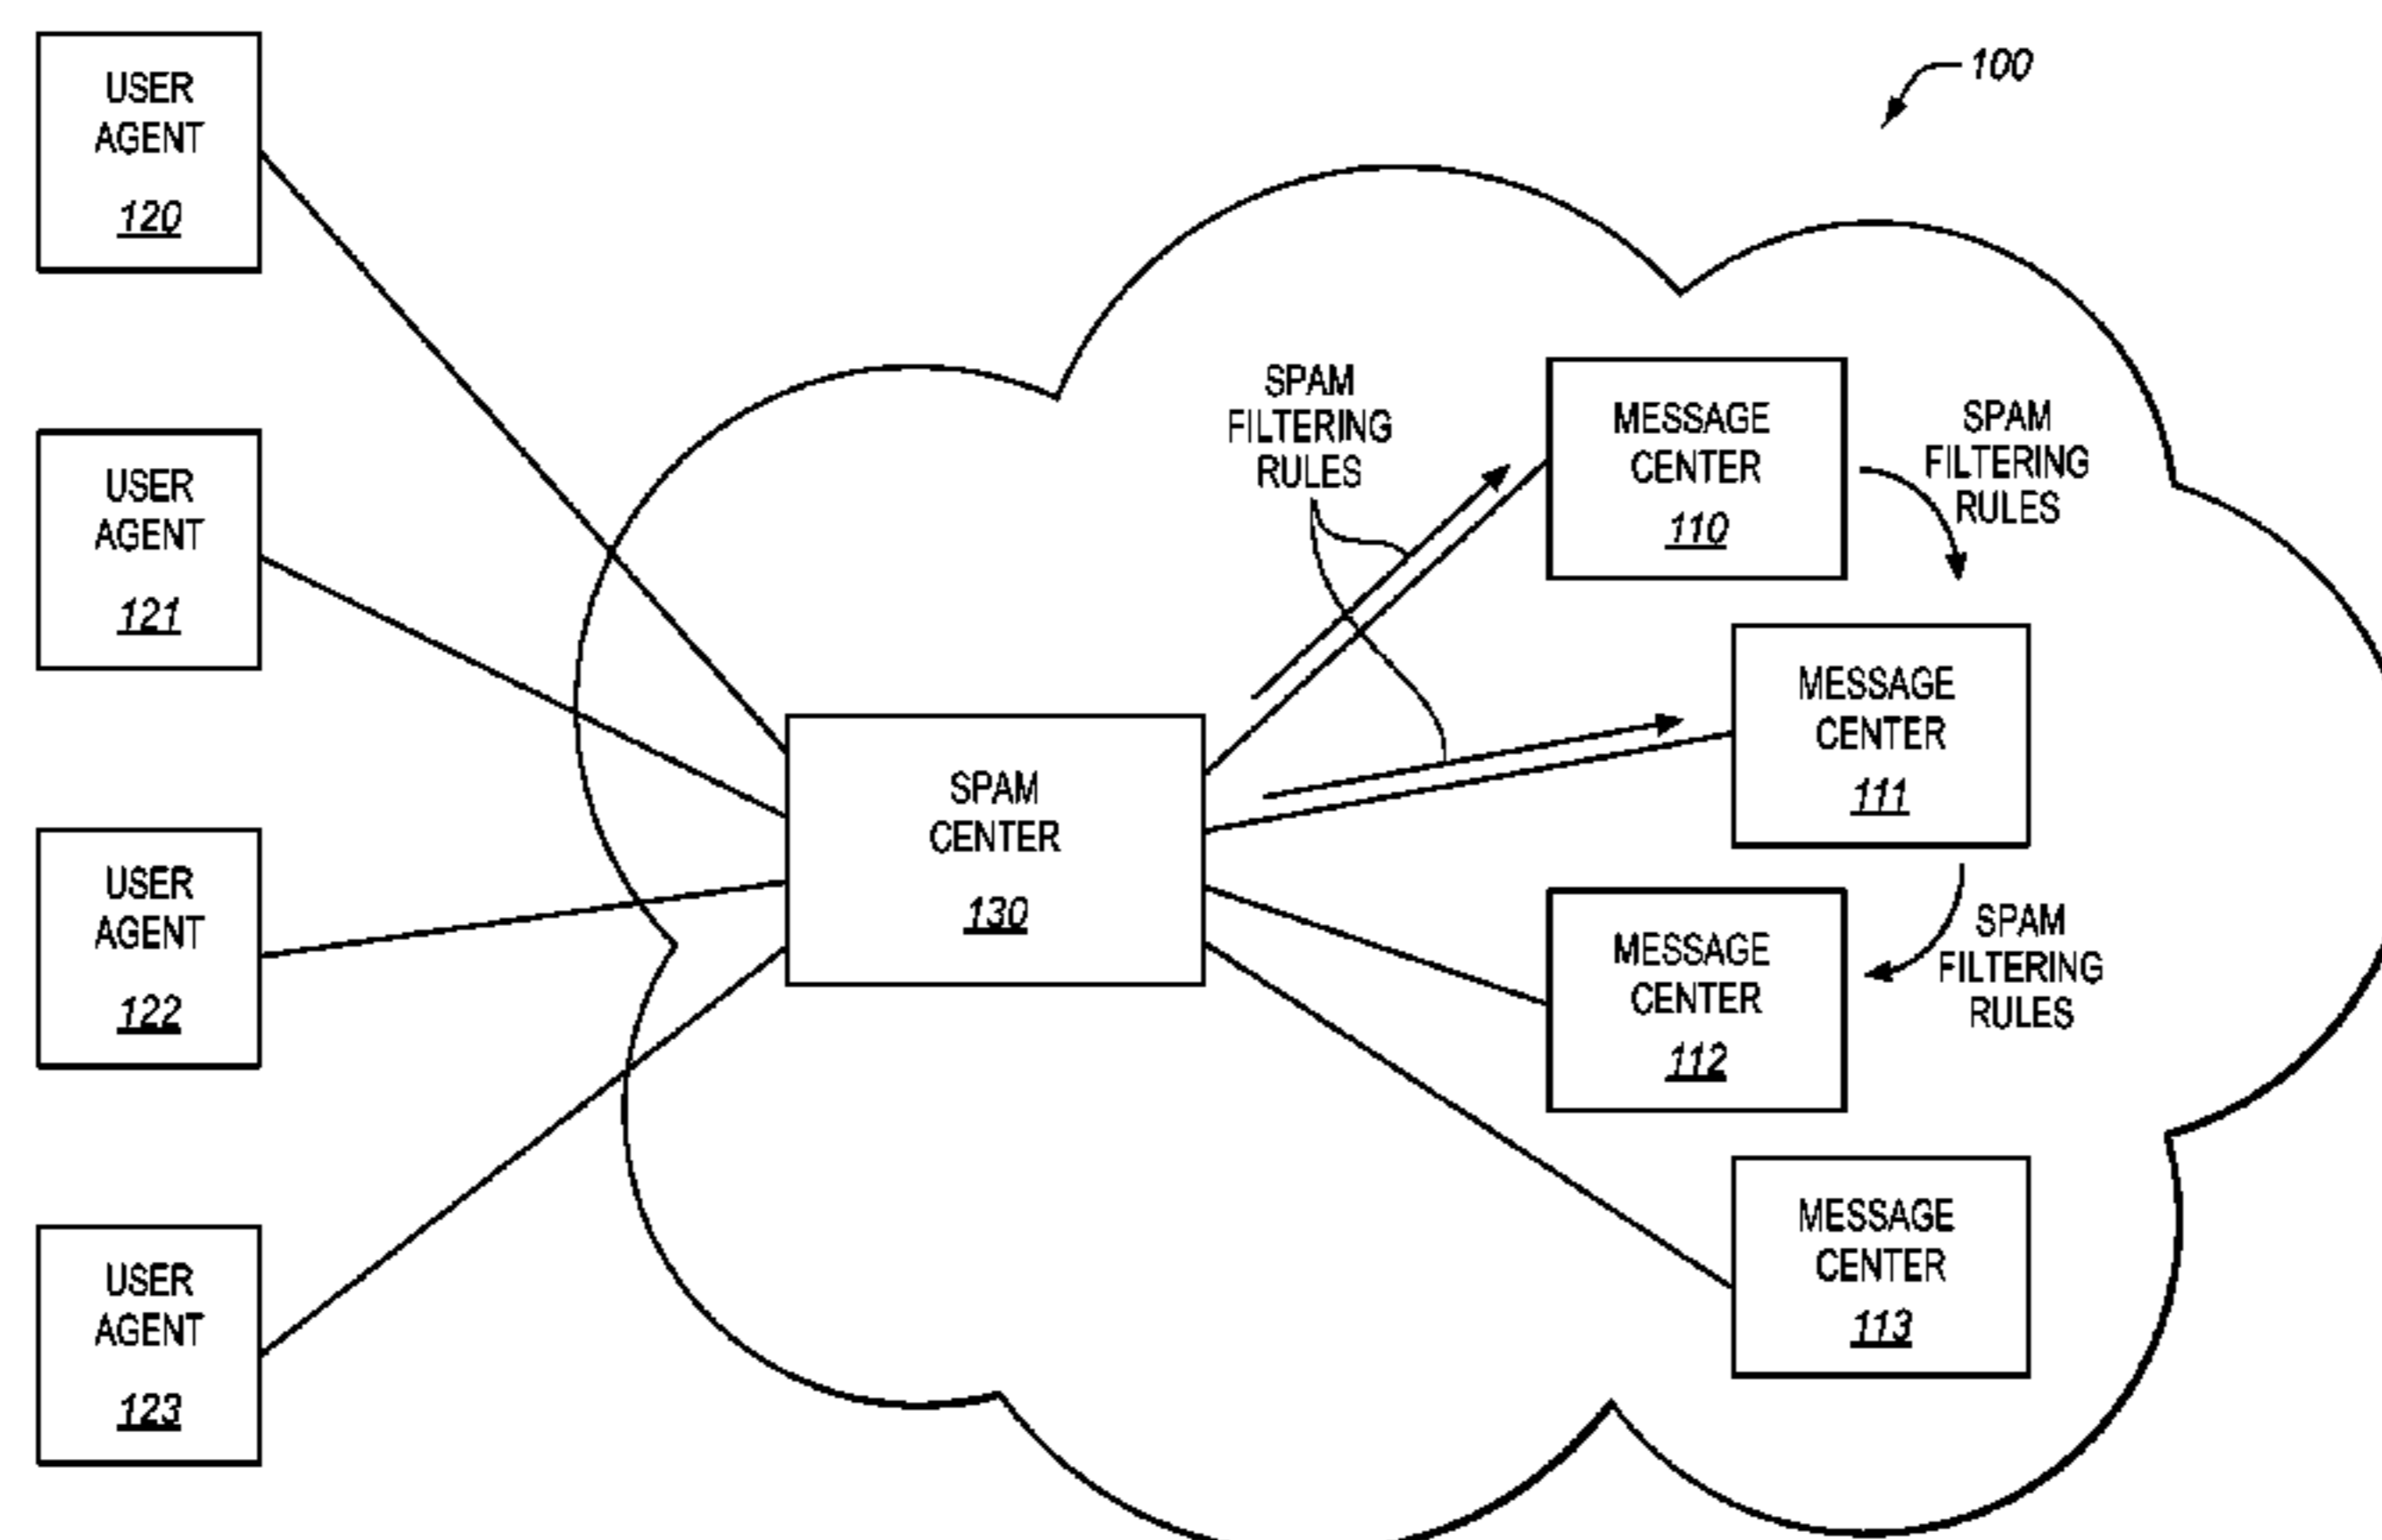 100
USER
AGENT
120
USER
AGENT
121
USER
AGENT
122
USER
AGENT
123
SPAM
CENTER
130
SPAM
FILTERING
RULES
MESSAGE
CENTER
110
SPAM
FILTERING
RULES
MESSAGE
CENTER
111
MESSAGE
CENTER
112
SPAM
FILTERING
RULES
MESSAGE
CENTER
113